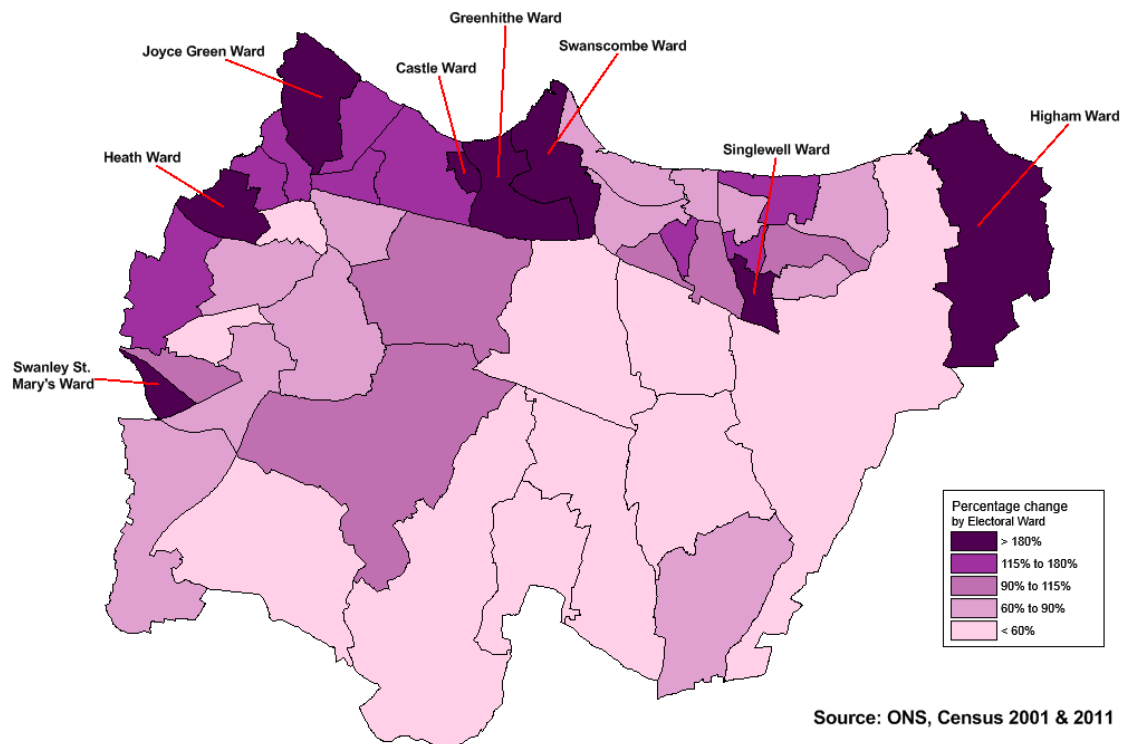 Greenhithe Ward
Swanscombe Ward
Joyce Green Ward
Castle Ward
Higham Ward
Singlewell Ward
Heath Ward
Swanley St.
Mary's Ward
Percentage change
by Electoral Ward
> 180%
115% to 180%
90% to 115%
60% to 90%
< 60%
Source: ONS, Census 2001 & 2011